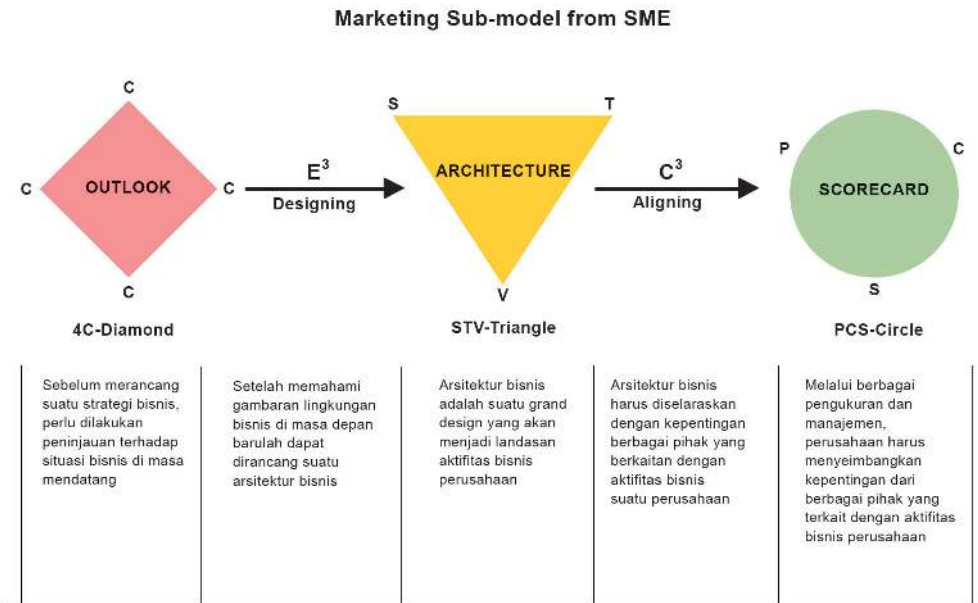 Marketing Sub-model from SME
C
C
OUTLOOK
C
C
4C-Diamond
E³
Designing
S
T
ARCHITECTURE
V
STV-Triangle
C³
Aligning
P
C
SCORECARD
S
PCS-Circle
Sebelum merancang
suatu strategi bisnis,
perlu dilakukan
peninjauan terhadap
situasi bisnis di masa
mendatang
Setelah memahami
gambaran lingkungan
bisnis di masa depan
barulah dapat
dirancang suatu
arsitektur bisnis
Arsitektur bisnis
adalah suatu grand
design yang akan
menjadi landasan
aktifitas bisnis
perusahaan
Arsitektur bisnis
harus diselaraskan
dengan kepentingan
berbagai pihak yang
berkaitan dengan
aktifitas bisnis
suatu perusahaan
Melalui berbagai
pengukuran dan
manajemen,
perusahaan harus
menyeimbangkan
kepentingan dari
berbagai pihak yang
terkait dengan aktifitas
bisnis perusahaan